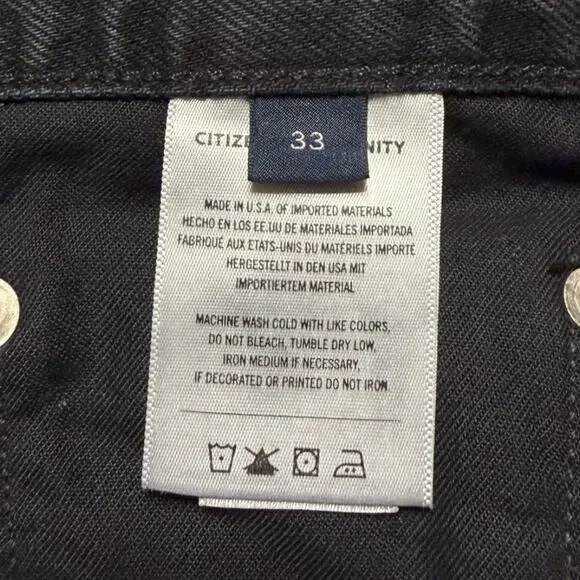 33
CITIZE NITY
MADE IN U.S.A. OF IMPORTED MATERIALS
HECHO EN LOS EE.UU DE MATERIALES IMPORTADA
FABRIQUÉ AUX ETATS-UNIS DU MATÉRIELS IMPORTÉ
HERGESTELLT IN DEN USA MIT
IMPORTIERTEM MATERIAL
MACHINE WASH COLD WITH LIKE COLORS,
DO NOT BLEACH, TUMBLE DRY LOW,
IRON MEDIUM IF NECESSARY,
IF DECORATED OR PRINTED DO NOT IRON